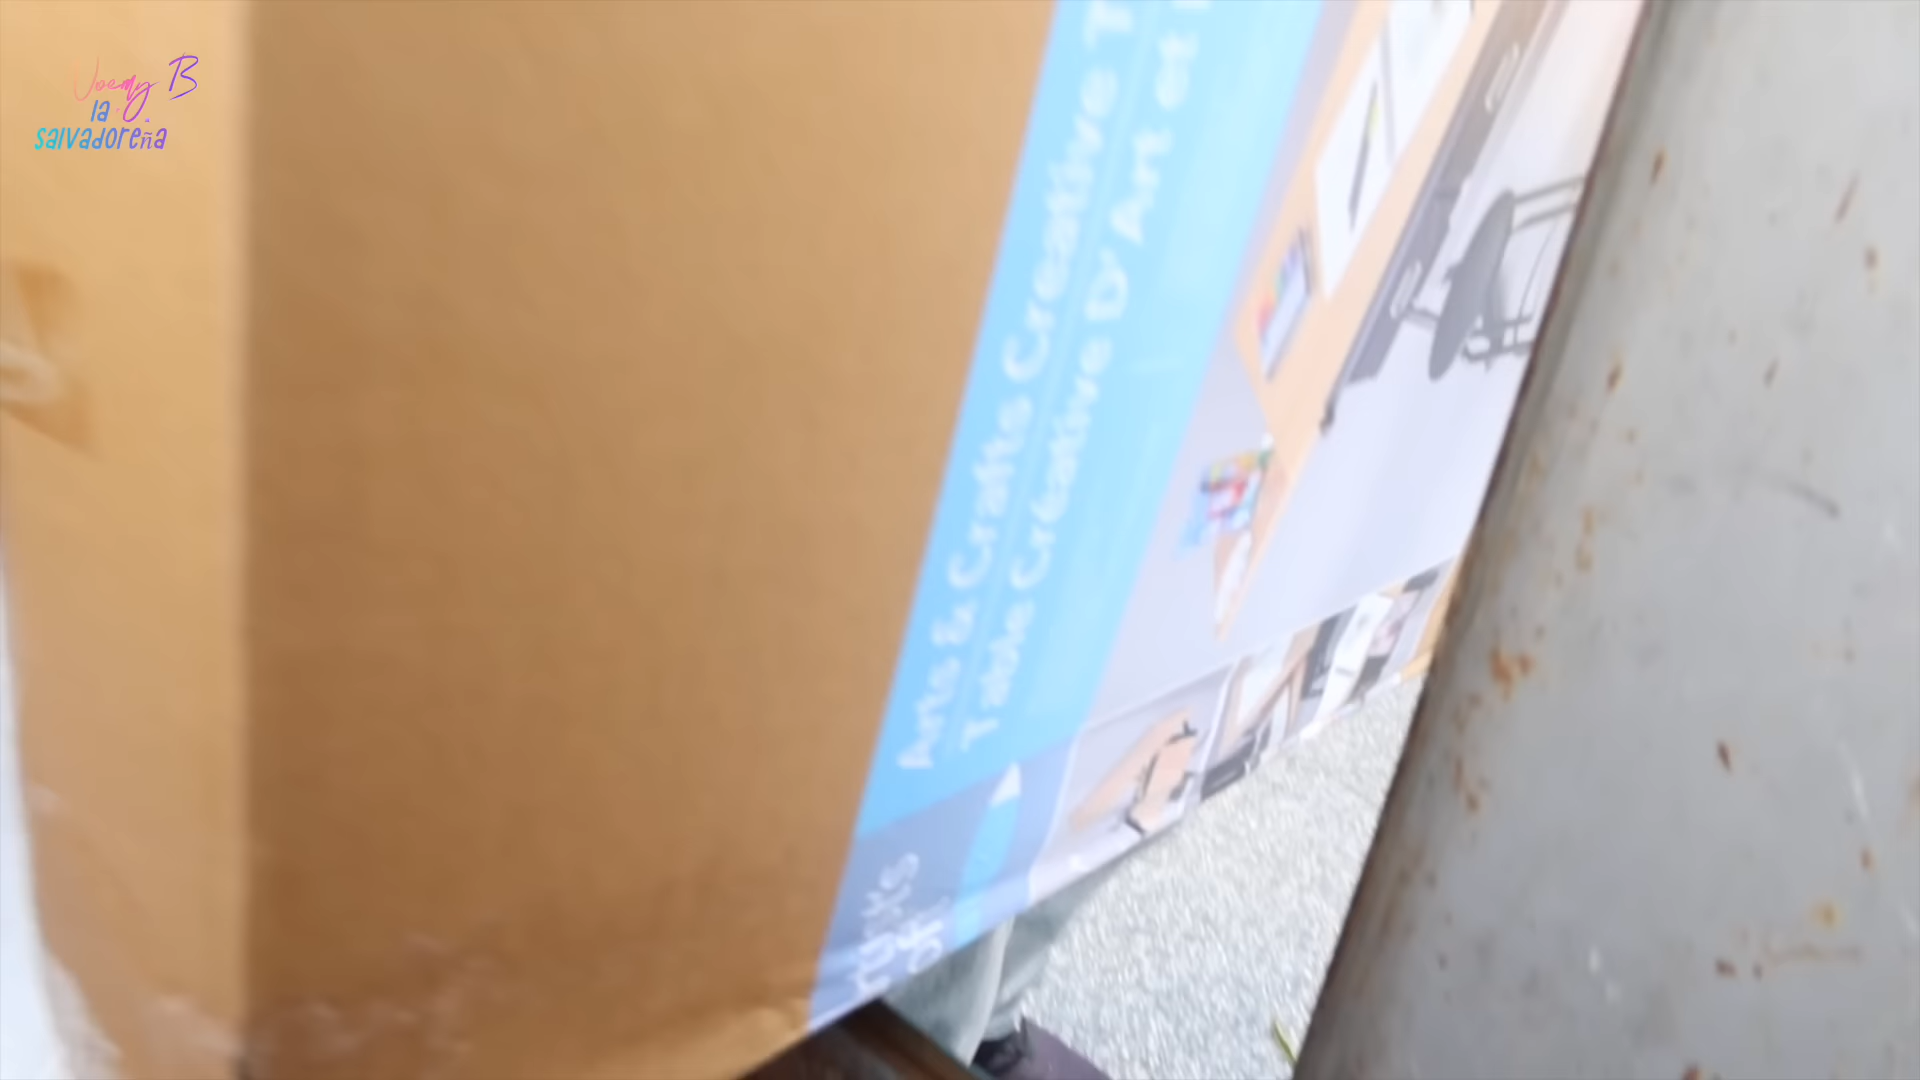 Noemy B
la
salvadoreña
Arts & Crafts Creative T
Table Créative D'Art et